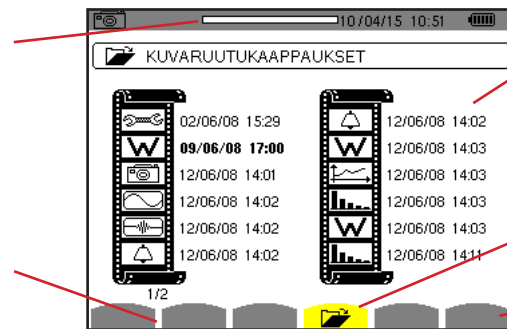 10/04/15 10:51
KUVARUUTUKAAPPAUKSET
02/06/08 15:29
W 09/06/08 17:00
12/06/08 14:01
12/06/08 14:02
12/06/08 14:02
12/06/08 14:02
12/06/08 14:02
W 12/06/08 14:03
12/06/08 14:03
12/06/08 14:03
W 12/06/08 14:03
12/06/08 14:11
1/2